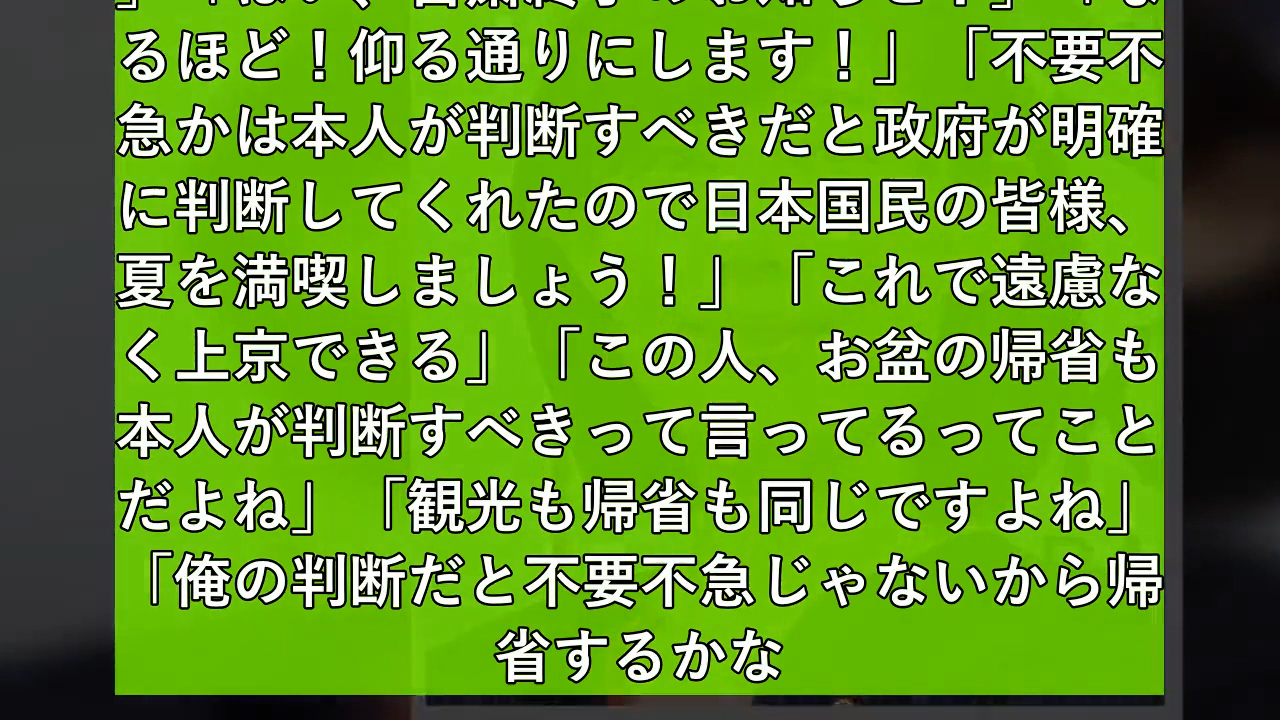 るほど！仰る通りにします！」「不要不
急かは本人が判断すべきだと政府が明確
に判断してくれたので日本国民の皆様、
夏を満喫しましょう！」「これで遠慮な
く上京できる」「この人、お盆の帰省も
本人が判断すべきって言ってるってこと
だよね」「観光も帰省も同じですよね」
「俺の判断だと不要不急じゃないから帰
省するかな